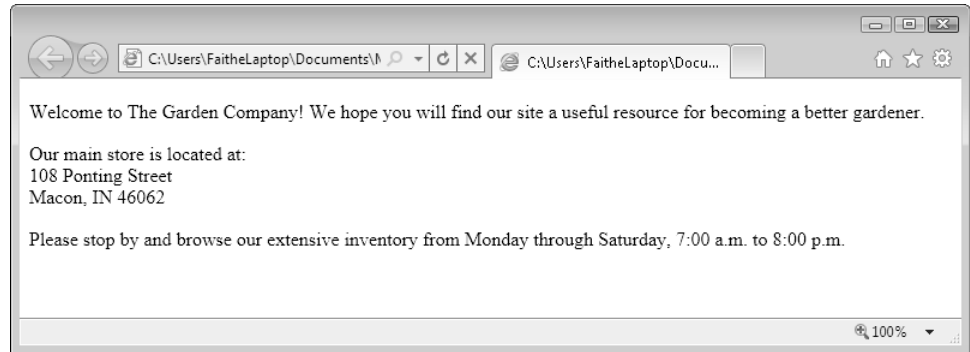 C:\Users\FaitheLaptop\Documents\
C:\Users\FaitheLaptop\Docu...
Welcome to The Garden Company! We hope you will find our site a useful resource for becoming a better gardener.
Our main store is located at:
108 Ponting Street
Macon, IN 46062
Please stop by and browse our extensive inventory from Monday through Saturday, 7:00 a.m. to 8:00 p.m.
100%